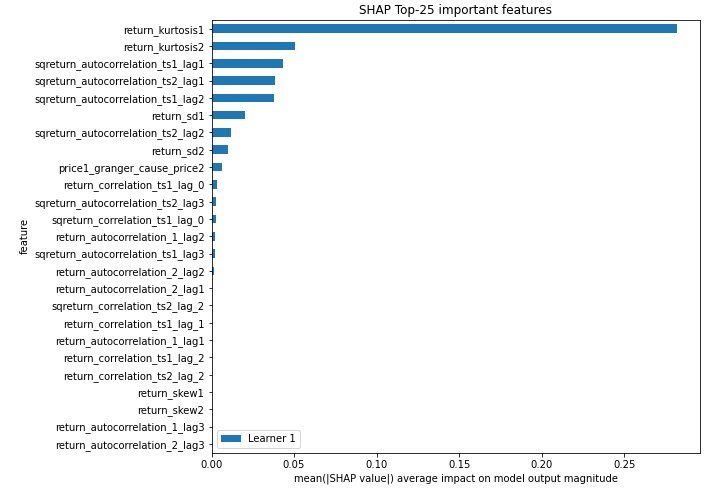 SHAP Top-25 important features
return_kurtosis1
return_kurtosis2
sqreturn_autocorrelation_ts1_lag1
sqreturn_autocorrelation_ts2_lag1
sqreturn_autocorrelation_ts1_lag2
return_sd1
sqreturn_autocorrelation_ts2_lag2
return_sd2
price1_granger_cause_price2
return_correlation_ts1_lag_0
sqreturn_autocorrelation_ts2_lag3
sqreturn_correlation_ts1_lag_0
return_autocorrelation_1_lag2
sqreturn_autocorrelation_ts1_lag3
return_autocorrelation_2_lag2
return_autocorrelation_2_lag1
sqreturn_correlation_ts2_lag_2
return_correlation_ts1_lag_1
return_autocorrelation_1_lag1
return_correlation_ts1_lag_2
return_correlation_ts2_lag_2
return_skew1
return_skew2
return_autocorrelation_1_lag3
return_autocorrelation_2_lag3
feature
Learner 1
0.00 0.05 0.10 0.15 0.20 0.25
mean(|SHAP value|) average impact on model output magnitude